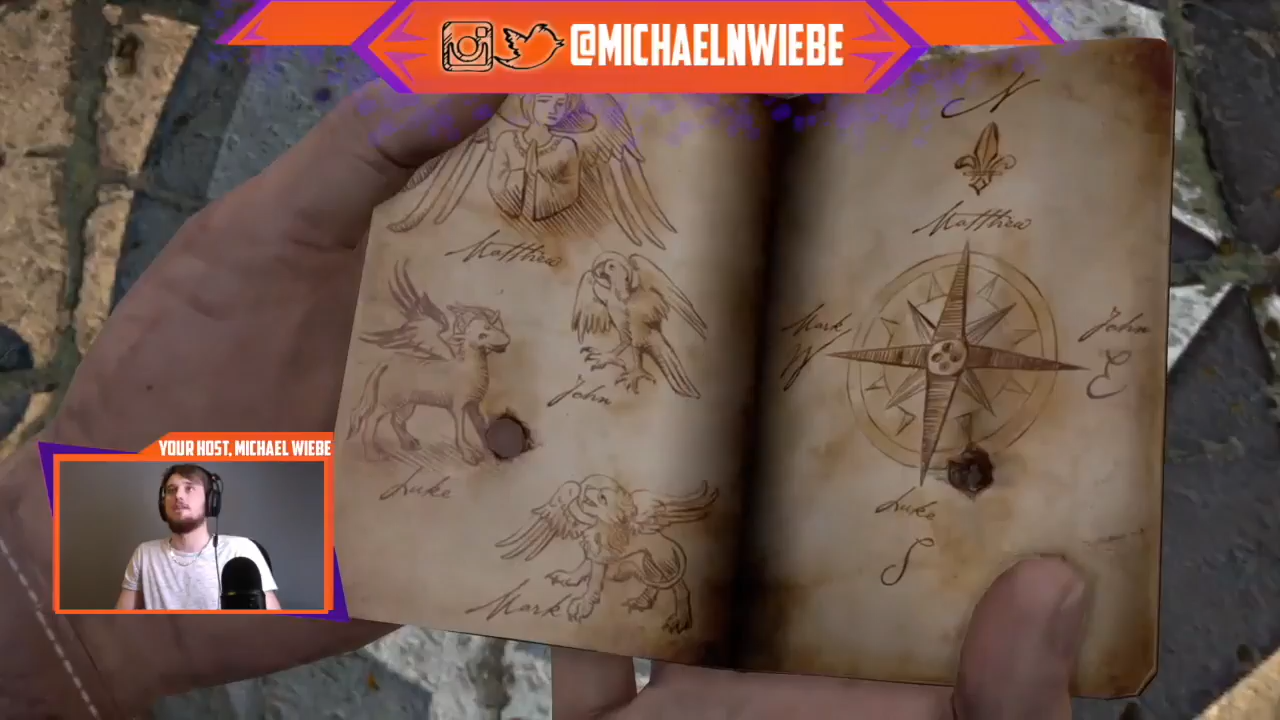 @MICHAELNWIEBE
Matthew
John
Luke
Mark
N
Matthew
Mark
W
John
E
Luke
S
YOUR HOST, MICHAEL WIEBE